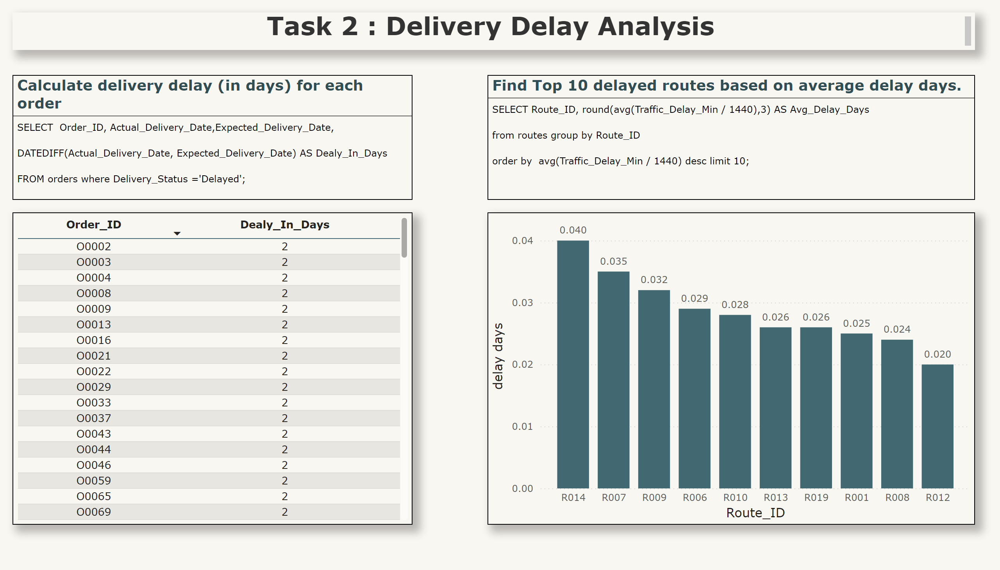 Task 2 : Delivery Delay Analysis
Calculate delivery delay (in days) for each
order
SELECT  Order_ID, Actual_Delivery_Date,Expected_Delivery_Date,
DATEDIFF(Actual_Delivery_Date, Expected_Delivery_Date) AS Dealy_In_Days
FROM orders where Delivery_Status ='Delayed';
Find Top 10 delayed routes based on average delay days.
SELECT Route_ID, round(avg(Traffic_Delay_Min / 1440),3) AS Avg_Delay_Days
from routes group by Route_ID
order by  avg(Traffic_Delay_Min / 1440) desc limit 10;
Order_ID Dealy_In_Days
O0002 2
O0003 2
O0004 2
O0008 2
O0009 2
O0013 2
O0016 2
O0021 2
O0022 2
O0029 2
O0033 2
O0037 2
O0043 2
O0044 2
O0046 2
O0059 2
O0065 2
O0069 2
delay days
0.04
0.03
0.02
0.01
0.00
0.040
0.035
0.032
0.029
0.028
0.026
0.026
0.025
0.024
0.020
R014 R007 R009 R006 R010 R013 R019 R001 R008 R012
Route_ID